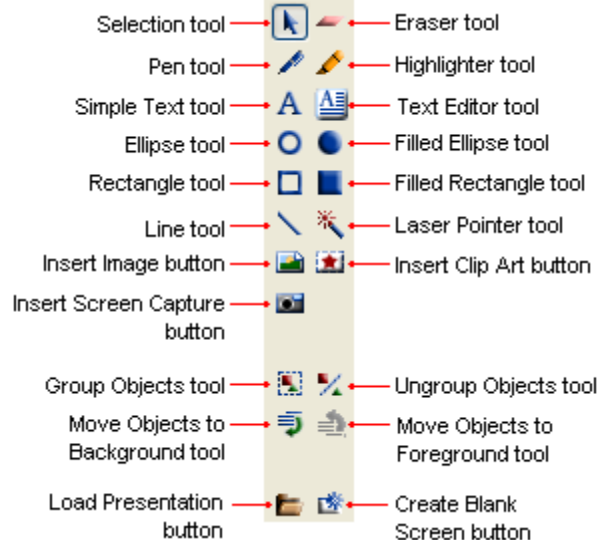 Selection tool
Eraser tool
Pen tool
Highlighter tool
Simple Text tool
Text Editor tool
Ellipse tool
Filled Ellipse tool
Rectangle tool
Filled Rectangle tool
Line tool
Laser Pointer tool
Insert Image button
Insert Clip Art button
Insert Screen Capture
button
Group Objects tool
Ungroup Objects tool
Move Objects to
Background tool
Move Objects to
Foreground tool
Load Presentation
button
Create Blank
Screen button